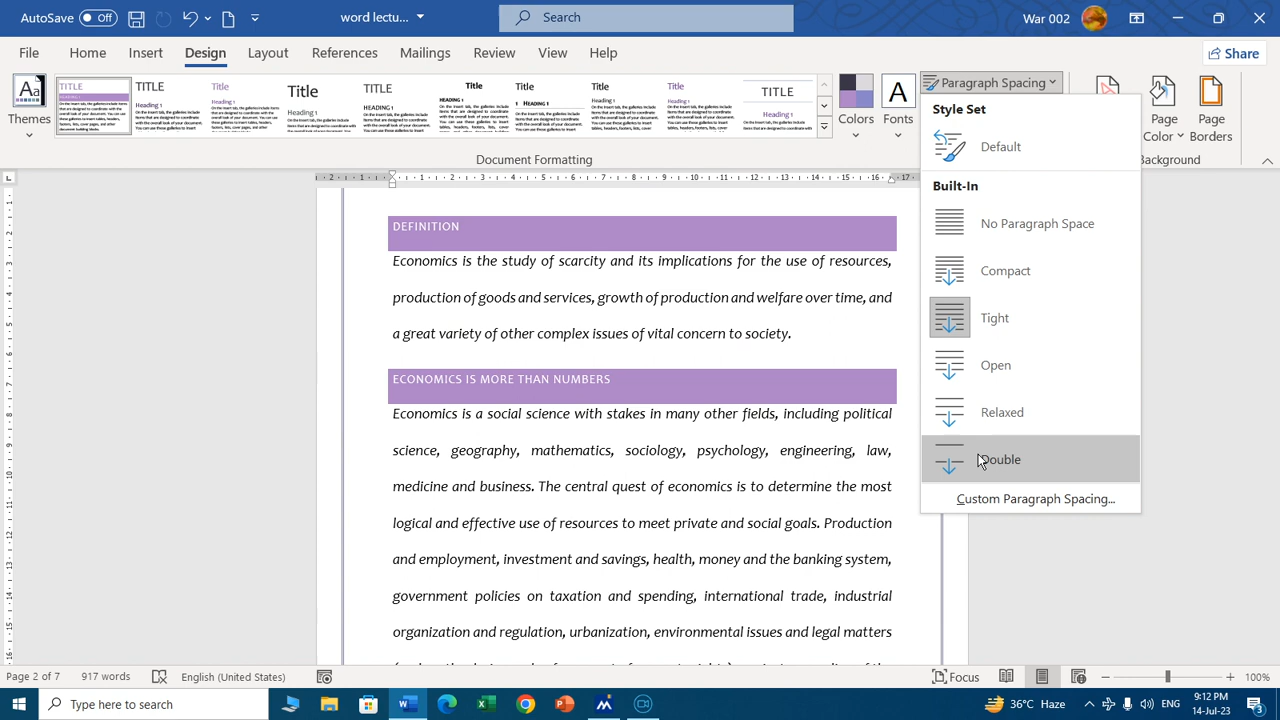 AutoSave Off word lectu... Search War 002
File Home Insert Design Layout References Mailings Review View Help Share
Themes
Colors
Fonts
Paragraph Spacing
Page Color
Page Borders
Document Formatting
Background
Style Set
Default
Built-In
No Paragraph Space
Compact
Tight
Open
Relaxed
Double
Custom Paragraph Spacing...
DEFINITION
Economics is the study of scarcity and its implications for the use of resources,
production of goods and services, growth of production and welfare over time, and
a great variety of other complex issues of vital concern to society.
ECONOMICS IS MORE THAN NUMBERS
Economics is a social science with stakes in many other fields, including political
science, geography, mathematics, sociology, psychology, engineering, law,
medicine and business. The central quest of economics is to determine the most
logical and effective use of resources to meet private and social goals. Production
and employment, investment and savings, health, money and the banking system,
government policies on taxation and spending, international trade, industrial
organization and regulation, urbanization, environmental issues and legal matters
Page 2 of 7 917 words English (United States) Focus 100%
Type here to search 36°C Haze ENG 9:12 PM
14-Jul-23